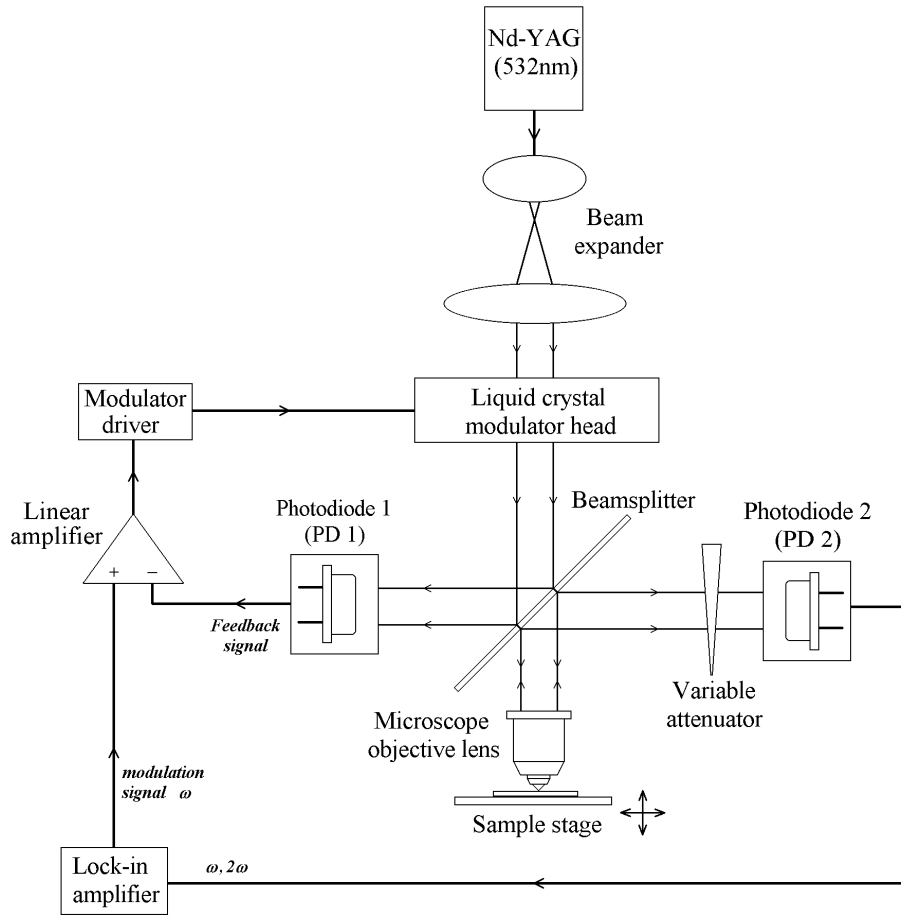 Nd-YAG
(532nm)
Beam
expander
Modulator
driver
Liquid crystal
modulator head
Linear
amplifier
+ −
Photodiode 1
(PD 1)
Beamsplitter
Photodiode 2
(PD 2)
Feedback
signal
Variable
attenuator
Microscope
objective lens
modulation
signal ω
Sample stage
Lock-in
amplifier
ω, 2ω